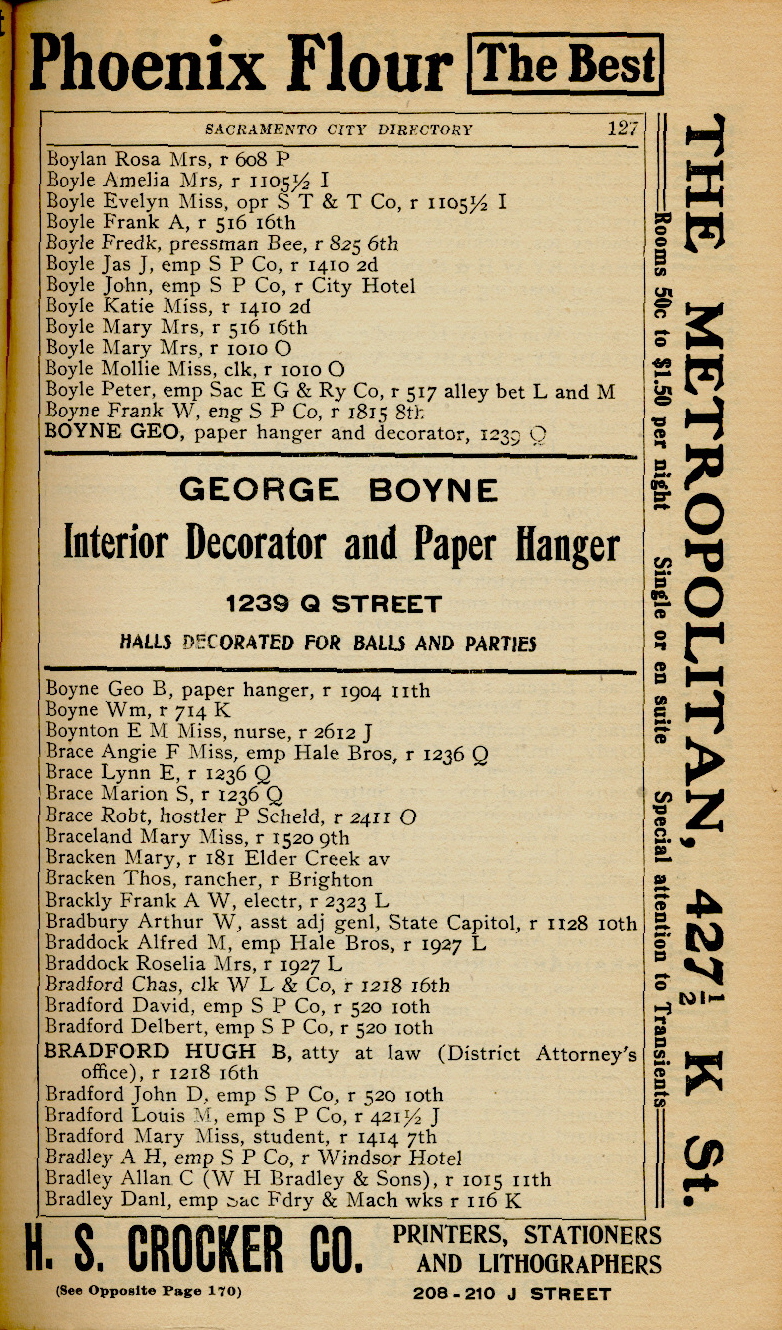 Phoenix Flour The Best
SACRAMENTO CITY DIRECTORY 127
Boylan Rosa Mrs, r 608 P
Boyle Amelia Mrs, r 1105½ I
Boyle Evelyn Miss, opr S T & T Co, r 1105½ I
Boyle Frank A, r 516 16th
Boyle Fredk, pressman Bee, r 825 6th
Boyle Jas J, emp S P Co, r 1410 2d
Boyle John, emp S P Co, r City Hotel
Boyle Katie Miss, r 1410 2d
Boyle Mary Mrs, r 516 16th
Boyle Mary Mrs, r 1010 O
Boyle Mollie Miss, clk, r 1010 O
Boyle Peter, emp Sac E G & Ry Co, r 517 alley bet L and M
Boyne Frank W, eng S P Co, r 1815 8th
BOYNE GEO, paper hanger and decorator, 1239 Q
GEORGE BOYNE
Interior Decorator and Paper Hanger
1239 Q STREET
HALLS DECORATED FOR BALLS AND PARTIES
Boyne Geo B, paper hanger, r 1904 11th
Boyne Wm, r 714 K
Boynton E M Miss, nurse, r 2612 J
Brace Angie F Miss, emp Hale Bros, r 1236 Q
Brace Lynn E, r 1236 Q
Brace Marion S, r 1236 Q
Brace Robt, hostler P Scheld, r 2411 O
Braceland Mary Miss, r 1520 9th
Bracken Mary, r 181 Elder Creek av
Bracken Thos, rancher, r Brighton
Brackly Frank A W, electr, r 2323 L
Bradbury Arthur W, asst adj genl, State Capitol, r 1128 10th
Braddock Alfred M, emp Hale Bros, r 1927 L
Braddock Roselia Mrs, r 1927 L
Bradford Chas, clk W L & Co, r 1218 16th
Bradford David, emp S P Co, r 520 10th
Bradford Delbert, emp S P Co, r 520 10th
BRADFORD HUGH B, atty at law (District Attorney's
office), r 1218 16th
Bradford John D, emp S P Co, r 520 10th
Bradford Louis M, emp S P Co, r 421½ J
Bradford Mary Miss, student, r 1414 7th
Bradley A H, emp S P Co, r Windsor Hotel
Bradley Allan C (W H Bradley & Sons), r 1015 11th
Bradley Danl, emp Sac Fdry & Mach wks r 116 K
THE METROPOLITAN, 427½ K St.
Rooms 50c to $1.50 per night Single or en suite Special attention to Transients
H. S. CROCKER CO.
(See Opposite Page 170)
PRINTERS, STATIONERS
AND LITHOGRAPHERS
208-210 J STREET